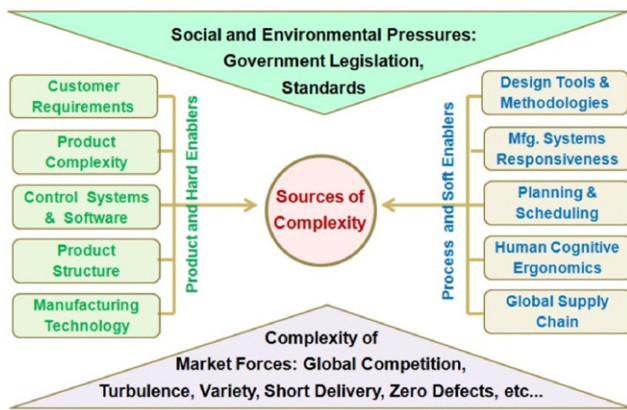 Social and Environmental Pressures:
Government Legislation,
Standards
Customer
Requirements
Product
Complexity
Control Systems
& Software
Product
Structure
Manufacturing
Technology
Product and Hard Enablers
Sources of
Complexity
Process and Soft Enablers
Design Tools &
Methodologies
Mfg. Systems
Responsiveness
Planning &
Scheduling
Human Cognitive
Ergonomics
Global Supply
Chain
Complexity of
Market Forces: Global Competition,
Turbulence, Variety, Short Delivery, Zero Defects, etc...